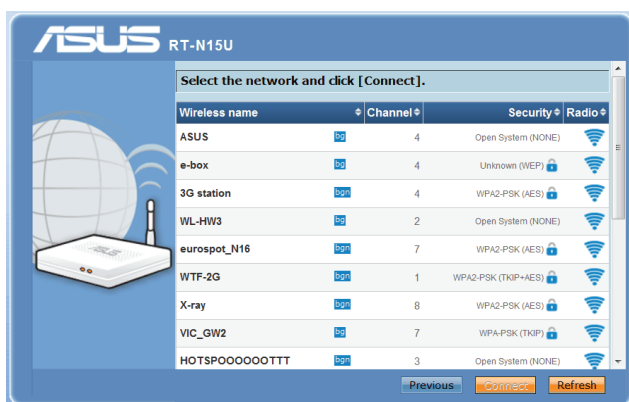 ASUS RT-N15U
Select the network and click [Connect].
Wireless name Channel Security Radio
ASUS bg 4 Open System (NONE)
e-box bg 4 Unknown (WEP)
3G station bgn 4 WPA2-PSK (AES)
WL-HW3 bg 2 Open System (NONE)
eurospot_N16 bgn 7 WPA2-PSK (AES)
WTF-2G bgn 1 WPA2-PSK (TKIP+AES)
X-ray bgn 8 WPA2-PSK (AES)
VIC_GW2 bg 7 WPA-PSK (TKIP)
HOTSPOOOOOOTTT bgn 3 Open System (NONE)
Previous Connect Refresh
/ASUS